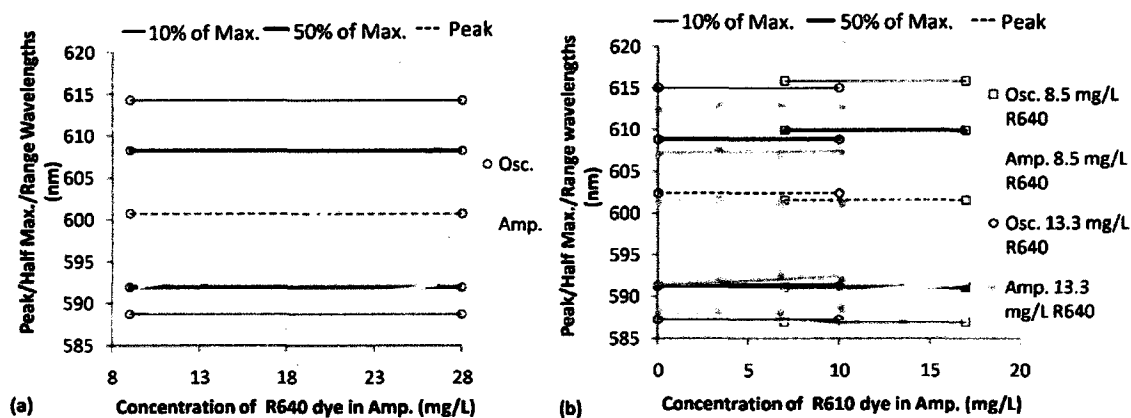 10% of Max. 50% of Max. Peak
Peak/Half Max./Range Wavelengths
(nm)
620
615
610
605
600
595
590
585
8 13 18 23 28
Osc.
Amp.
(a) Concentration of R640 dye in Amp. (mg/L)
10% of Max. 50% of Max. Peak
Peak/Half Max./Range wavelengths
(nm)
620
615
610
605
600
595
590
585
0 5 10 15 20
Osc. 8.5 mg/L
R640
Amp. 8.5 mg/L
R640
Osc. 13.3 mg/L
R640
Amp. 13.3
mg/L R640
(b) Concentration of R610 dye in Amp. (mg/L)